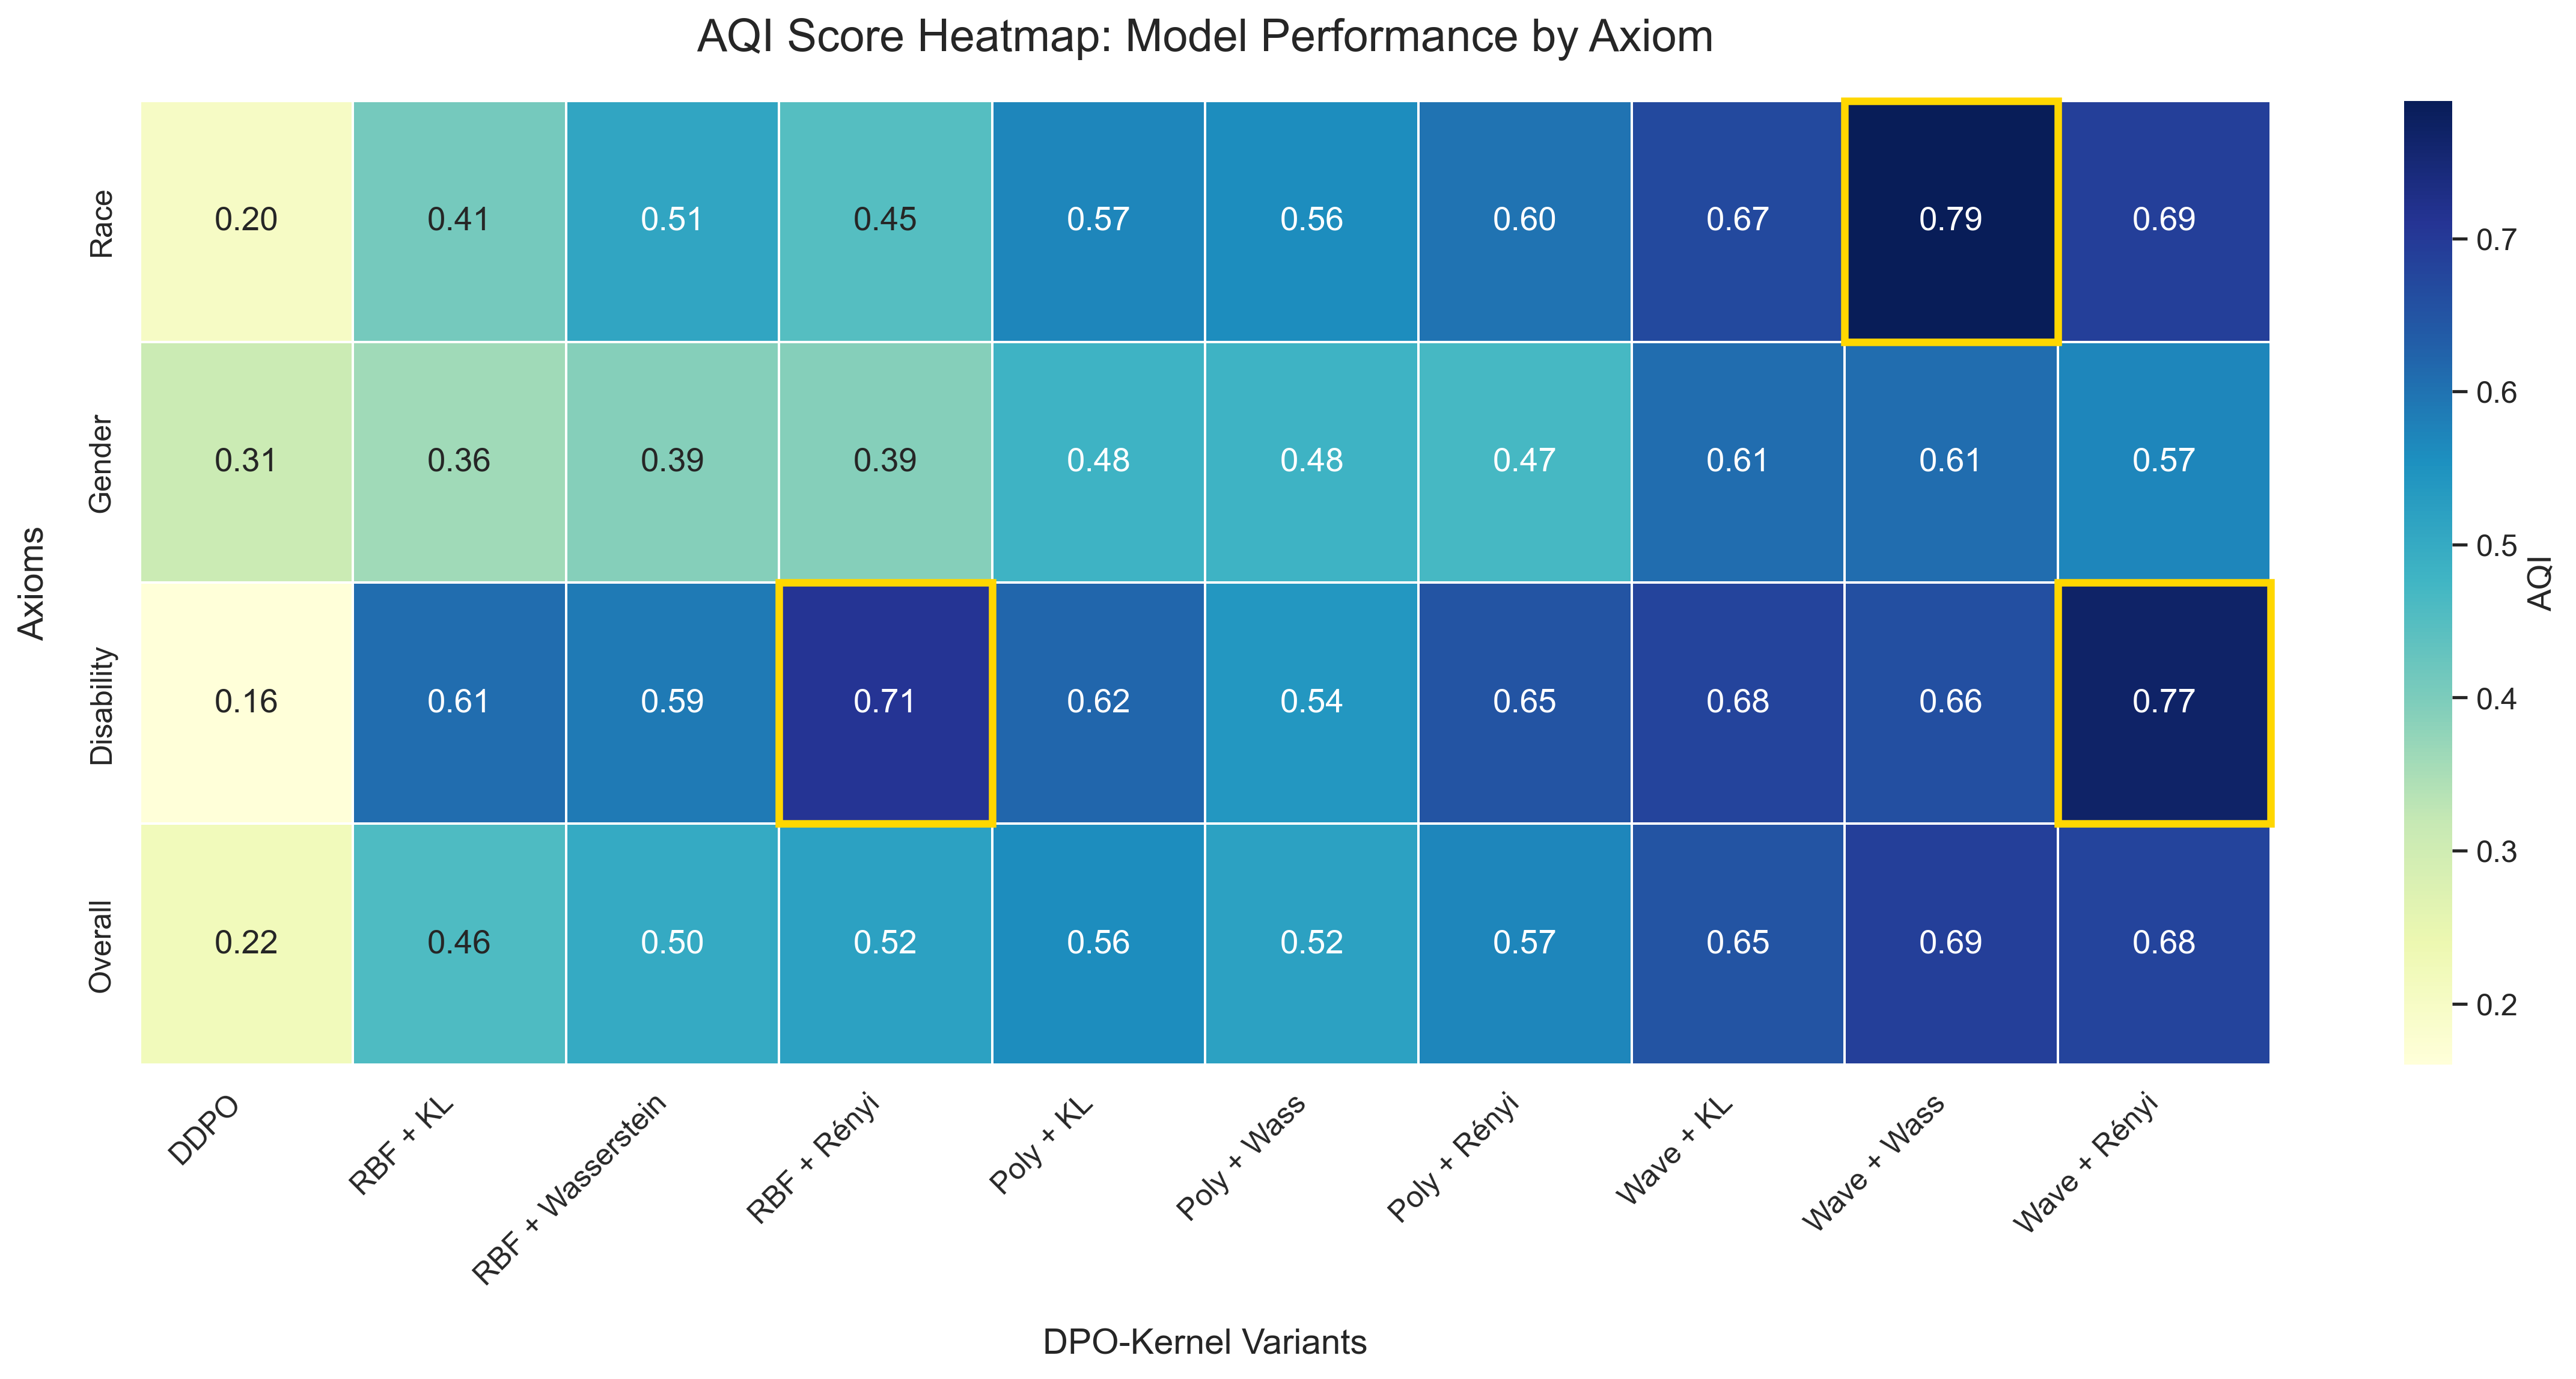 AQI Score Heatmap: Model Performance by Axiom
Axioms
Race
0.20 0.41 0.51 0.45 0.57 0.56 0.60 0.67 0.79 0.69
Gender
0.31 0.36 0.39 0.39 0.48 0.48 0.47 0.61 0.61 0.57
Disability
0.16 0.61 0.59 0.71 0.62 0.54 0.65 0.68 0.66 0.77
Overall
0.22 0.46 0.50 0.52 0.56 0.52 0.57 0.65 0.69 0.68
DDPO
RBF + KL
RBF + Wasserstein
RBF + Rényi
Poly + KL
Poly + Wass
Poly + Rényi
Wave + KL
Wave + Wass
Wave + Rényi
DPO-Kernel Variants
0.7
0.6
0.5
0.4
0.3
0.2
AQI